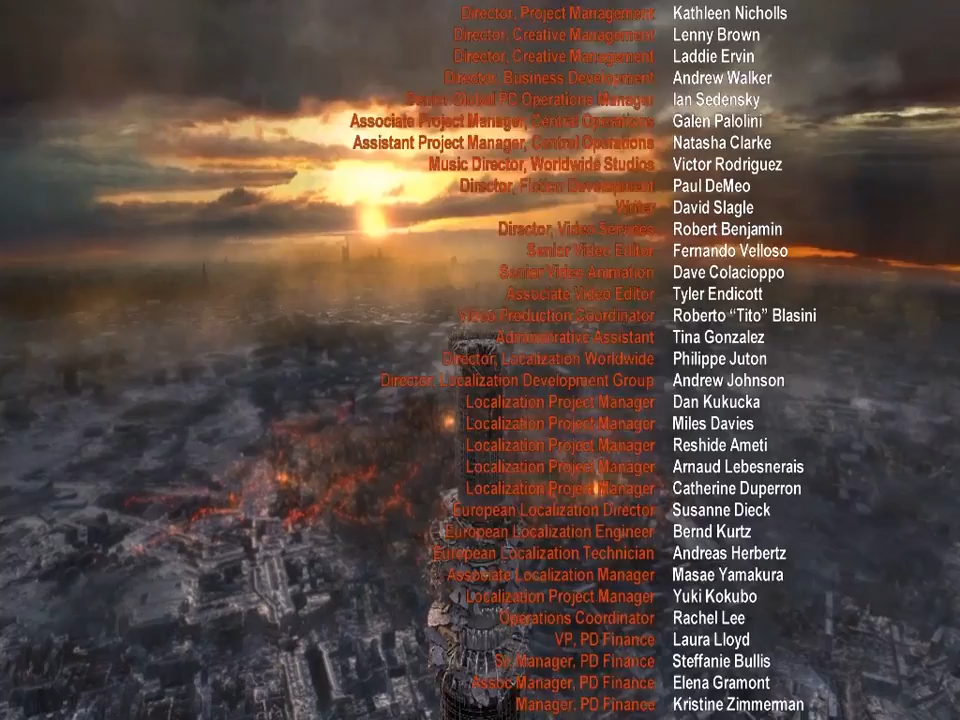 Director, Project Management Kathleen Nicholls
Director, Creative Management Lenny Brown
Director, Creative Management Laddie Ervin
Director, Business Development Andrew Walker
Senior Global PD Operations Manager Ian Sedensky
Associate Project Manager, Central Operations Galen Palolini
Assistant Project Manager, Central Operations Natasha Clarke
Music Director, Worldwide Studios Victor Rodriguez
Director, Fiction Development Paul DeMeo
Writer David Slagle
Director, Video Services Robert Benjamin
Senior Video Editor Fernando Velloso
Senior Video Animation Dave Colacioppo
Associate Video Editor Tyler Endicott
Video Production Coordinator Roberto “Tito” Blasini
Administrative Assistant Tina Gonzalez
Director, Localization Worldwide Philippe Juton
Director, Localization Development Group Andrew Johnson
Localization Project Manager Dan Kukucka
Localization Project Manager Miles Davies
Localization Project Manager Reshide Ameti
Localization Project Manager Arnaud Lebesnerais
Localization Project Manager Catherine Duperron
European Localization Director Susanne Dieck
European Localization Engineer Bernd Kurtz
European Localization Technician Andreas Herbertz
Associate Localization Manager Masae Yamakura
Localization Project Manager Yuki Kokubo
Operations Coordinator Rachel Lee
VP, PD Finance Laura Lloyd
Sr. Manager, PD Finance Steffanie Bullis
Assoc Manager, PD Finance Elena Gramont
Manager, PD Finance Kristine Zimmerman